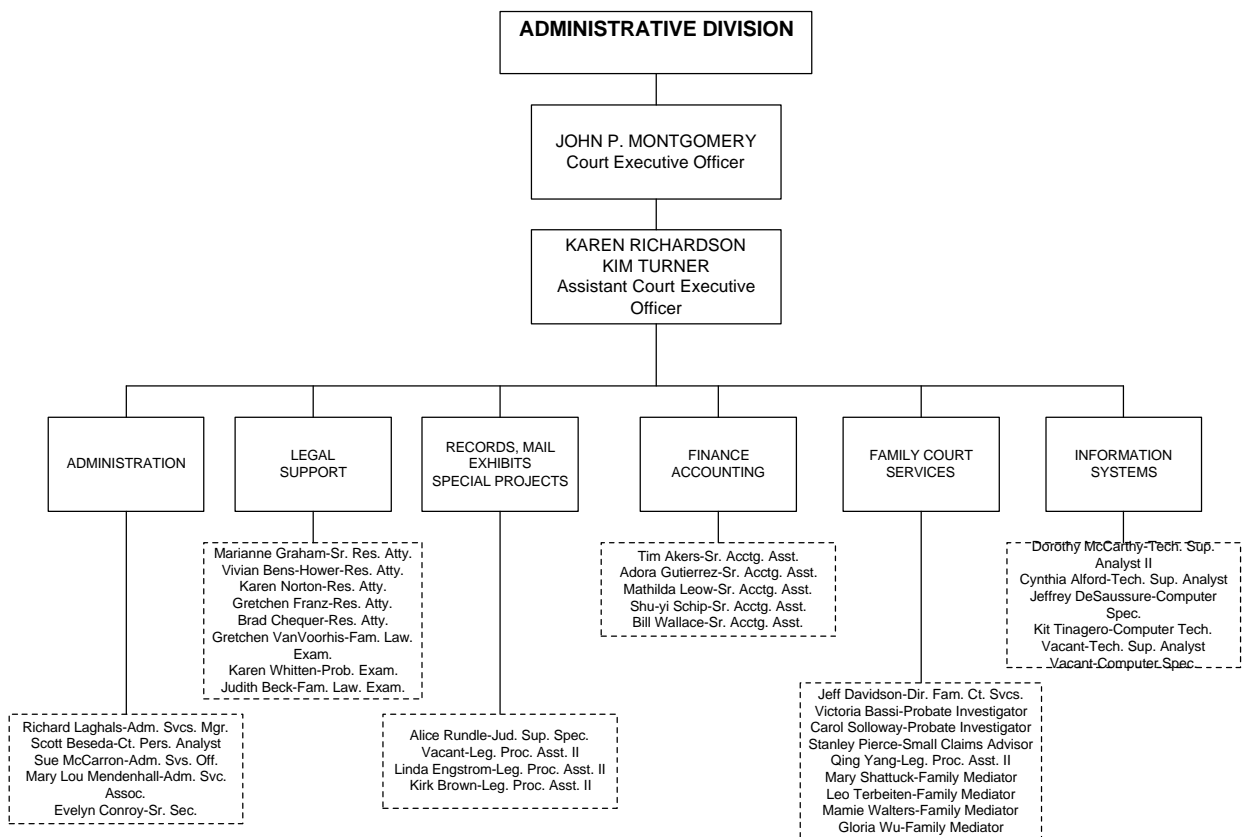 ADMINISTRATIVE DIVISION
JOHN P. MONTGOMERY
Court Executive Officer
KAREN RICHARDSON
KIM TURNER
Assistant Court Executive
Officer
ADMINISTRATION
LEGAL
SUPPORT
RECORDS, MAIL
EXHIBITS
SPECIAL PROJECTS
FINANCE
ACCOUNTING
FAMILY COURT
SERVICES
INFORMATION
SYSTEMS
Richard Laghals-Adm. Svcs. Mgr.
Scott Beseda-Ct. Pers. Analyst
Sue McCarron-Adm. Svs. Off.
Mary Lou Mendenhall-Adm. Svc.
Assoc.
Evelyn Conroy-Sr. Sec.
Marianne Graham-Sr. Res. Atty.
Vivian Bens-Hower-Res. Atty.
Karen Norton-Res. Atty.
Gretchen Franz-Res. Atty.
Brad Chequer-Res. Atty.
Gretchen VanVoorhis-Fam. Law.
Exam.
Karen Whitten-Prob. Exam.
Judith Beck-Fam. Law. Exam.
Alice Rundle-Jud. Sup. Spec.
Vacant-Leg. Proc. Asst. II
Linda Engstrom-Leg. Proc. Asst. II
Kirk Brown-Leg. Proc. Asst. II
Tim Akers-Sr. Acctg. Asst.
Adora Gutierrez-Sr. Acctg. Asst.
Mathilda Leow-Sr. Acctg. Asst.
Shu-yi Schip-Sr. Acctg. Asst.
Bill Wallace-Sr. Acctg. Asst.
Jeff Davidson-Dir. Fam. Ct. Svcs.
Victoria Bassi-Probate Investigator
Carol Solloway-Probate Investigator
Stanley Pierce-Small Claims Advisor
Qing Yang-Leg. Proc. Asst. II
Mary Shattuck-Family Mediator
Leo Terbeiten-Family Mediator
Mamie Walters-Family Mediator
Gloria Wu-Family Mediator
Dorothy McCarthy-Tech. Sup.
Analyst II
Cynthia Alford-Tech. Sup. Analyst
Jeffrey DeSaussure-Computer
Spec.
Kit Tinagero-Computer Tech.
Vacant-Tech. Sup. Analyst
Vacant-Computer Spec.